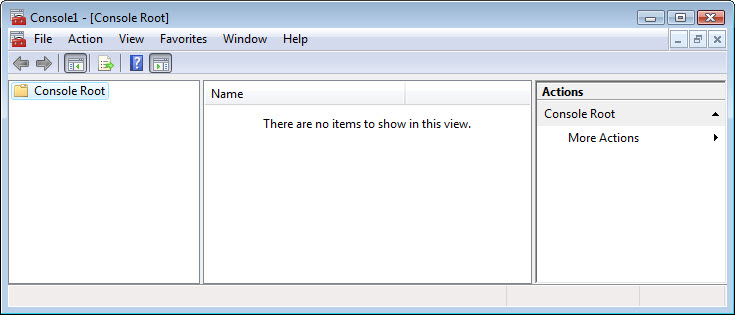 Console1 - [Console Root]
File Action View Favorites Window Help
Console Root
Name
There are no items to show in this view.
Actions
Console Root
More Actions